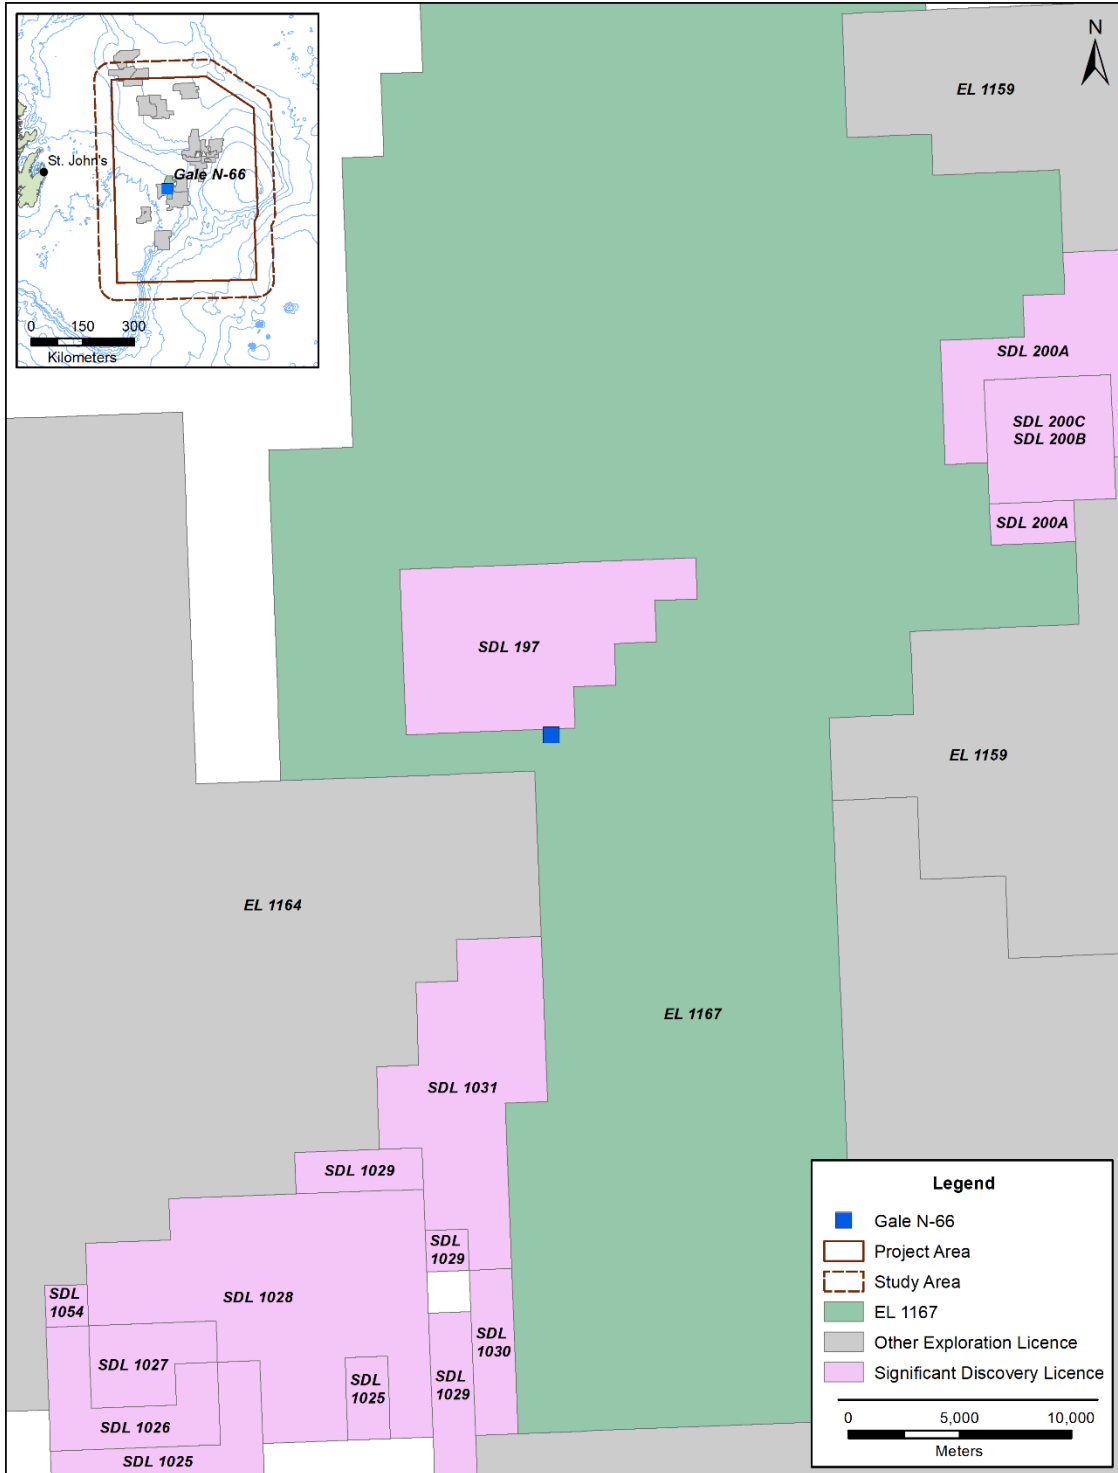 N
EL 1159
St. John's
Gale N-66
0 150 300
Kilometers
SDL 200A
SDL 200C
SDL 200B
SDL 200A
SDL 197
EL 1159
EL 1164
EL 1167
SDL 1031
SDL 1029
SDL
1029
SDL
1054
SDL 1028
SDL 1027
SDL
1030
SDL
1025
SDL
1029
SDL 1026
SDL 1025
Legend
Gale N-66
Project Area
Study Area
EL 1167
Other Exploration Licence
Significant Discovery Licence
0 5,000 10,000
Meters